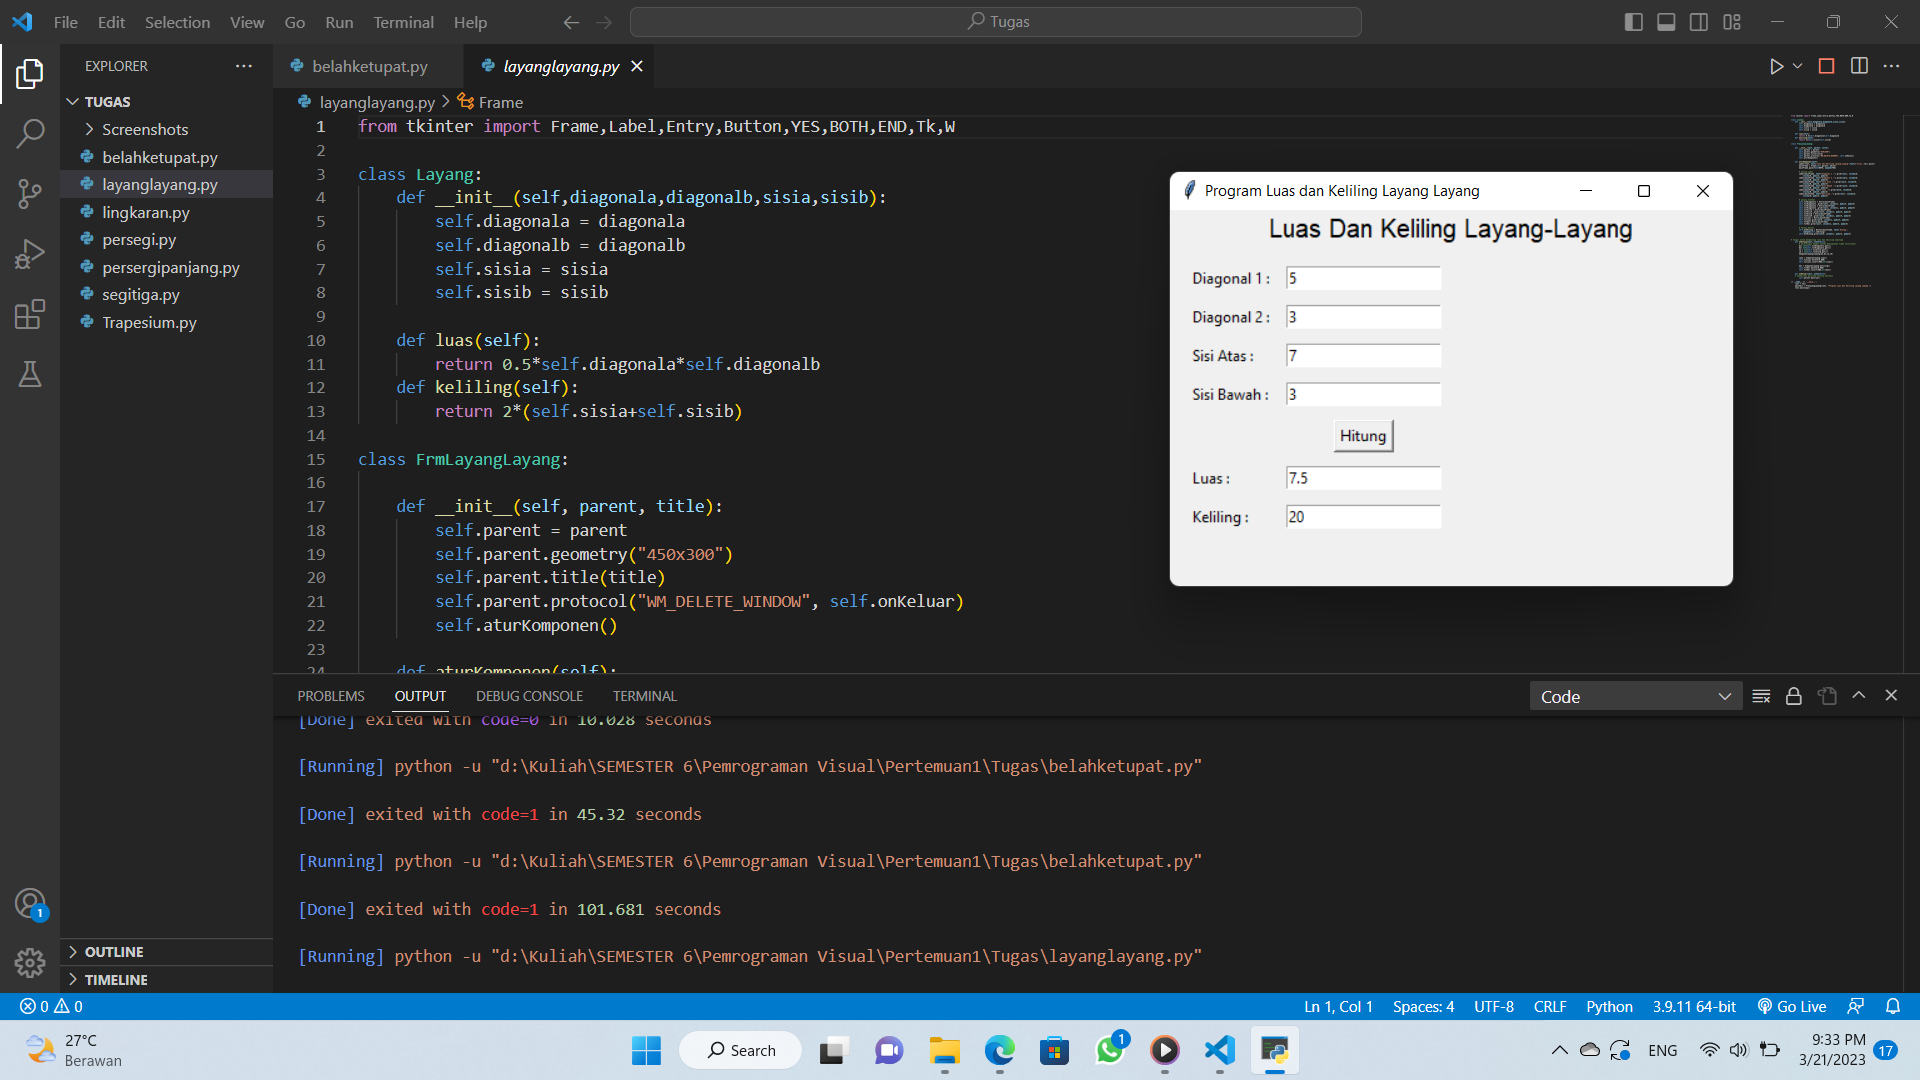 File Edit Selection View Go Run Terminal Help
Tugas
EXPLORER
TUGAS
Screenshots
belahketupat.py
layanglayang.py
lingkaran.py
persegi.py
persergipanjang.py
segitiga.py
Trapesium.py
OUTLINE
TIMELINE
belahketupat.py layanglayang.py
layanglayang.py > Frame
1 from tkinter import Frame,Label,Entry,Button,YES,BOTH,END,Tk,W
2
3 class Layang:
4 def __init__(self,diagonala,diagonalb,sisia,sisib):
5 self.diagonala = diagonala
6 self.diagonalb = diagonalb
7 self.sisia = sisia
8 self.sisib = sisib
9
10 def luas(self):
11 return 0.5*self.diagonala*self.diagonalb
12 def keliling(self):
13 return 2*(self.sisia+self.sisib)
14
15 class FrmLayangLayang:
16
17 def __init__(self, parent, title):
18 self.parent = parent
19 self.parent.geometry("450x300")
20 self.parent.title(title)
21 self.parent.protocol("WM_DELETE_WINDOW", self.onKeluar)
22 self.aturKomponen()
23
24 def aturKomponen(self):
Program Luas dan Keliling Layang Layang
Luas Dan Keliling Layang-Layang
Diagonal 1 : 5
Diagonal 2 : 3
Sisi Atas : 7
Sisi Bawah : 3
Hitung
Luas : 7.5
Keliling : 20
PROBLEMS OUTPUT DEBUG CONSOLE TERMINAL
Code
[Done] exited with code=0 in 10.028 seconds
[Running] python -u "d:\Kuliah\SEMESTER 6\Pemrograman Visual\Pertemuan1\Tugas\belahketupat.py"
[Done] exited with code=1 in 45.32 seconds
[Running] python -u "d:\Kuliah\SEMESTER 6\Pemrograman Visual\Pertemuan1\Tugas\belahketupat.py"
[Done] exited with code=1 in 101.681 seconds
[Running] python -u "d:\Kuliah\SEMESTER 6\Pemrograman Visual\Pertemuan1\Tugas\layanglayang.py"
1
0 0
Ln 1, Col 1 Spaces: 4 UTF-8 CRLF Python 3.9.11 64-bit Go Live
27°C
Berawan
Search
1
ENG
9:33 PM
3/21/2023
17